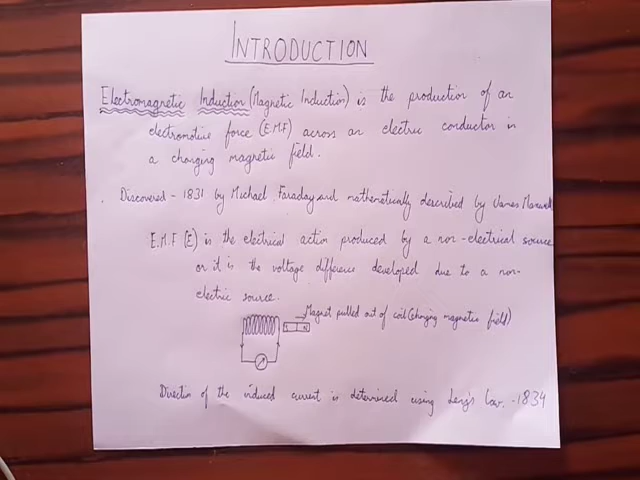 INTRODUCTION
Electromagnetic Induction (Magnetic Induction) is the production of an
electromotive force (E.M.F) across an electric conductor in
a changing magnetic field.
Discovered - 1831 by Michael Faraday and mathematically described by James Maxwell
E.M.F (E) is the electrical action produced by a non-electrical source
or it is the voltage difference developed due to a non-
electric source.
Magnet pulled out of coil (changing magnetic field)
S N
Direction of the induced current is determined using Lenz's law. - 1834